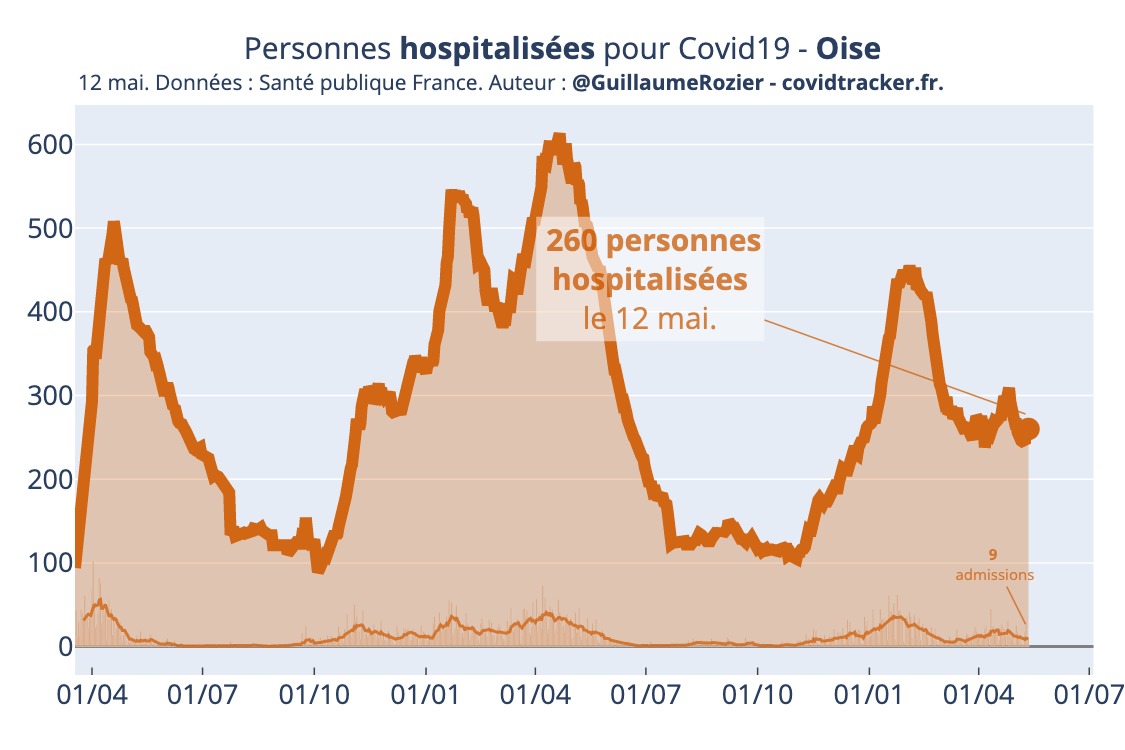 Personnes hospitalisées pour Covid19 - Oise
12 mai. Données : Santé publique France. Auteur : @GuillaumeRozier - covidtracker.fr.
600
500
400
300
200
100
0
260 personnes
hospitalisées
le 12 mai.
9
admissions
01/04 01/07 01/10 01/01 01/04 01/07 01/10 01/01 01/04 01/07